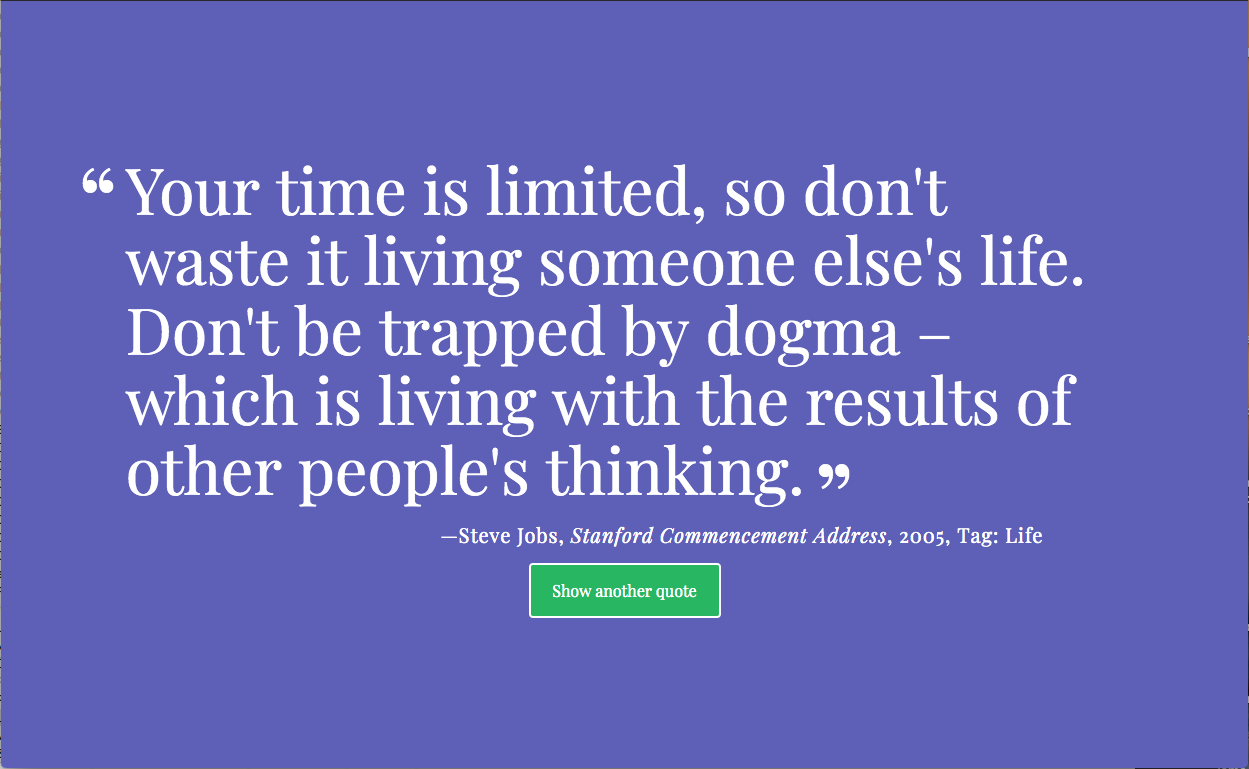 “Your time is limited, so don't
waste it living someone else's life.
Don't be trapped by dogma –
which is living with the results of
other people's thinking.”
—Steve Jobs, Stanford Commencement Address, 2005, Tag: Life
Show another quote